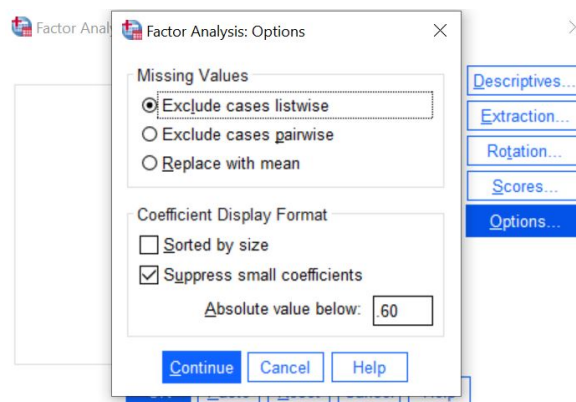 Factor Anal
Factor Analysis: Options
Missing Values
Exclude cases listwise
Exclude cases pairwise
Replace with mean
Coefficient Display Format
Sorted by size
Suppress small coefficients
Absolute value below: .60
Continue Cancel Help
Descriptives...
Extraction...
Rotation...
Scores...
Options...